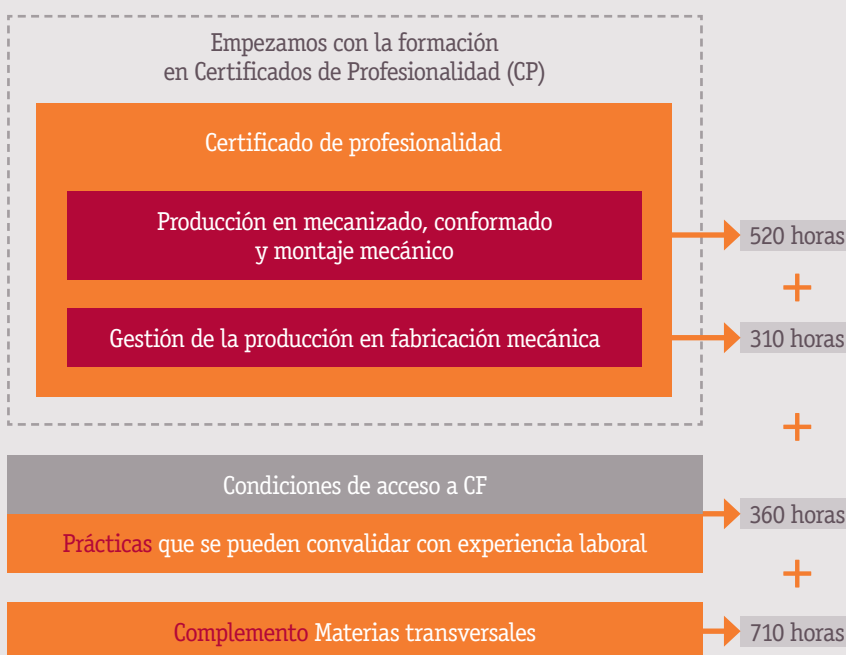 Empezamos con la formación
en Certificados de Profesionalidad (CP)
Certificado de profesionalidad
Producción en mecanizado, conformado
y montaje mecánico
520 horas
+
Gestión de la producción en fabricación mecánica
310 horas
+
Condiciones de acceso a CF
Prácticas que se pueden convalidar con experiencia laboral
360 horas
+
Complemento Materias transversales
710 horas